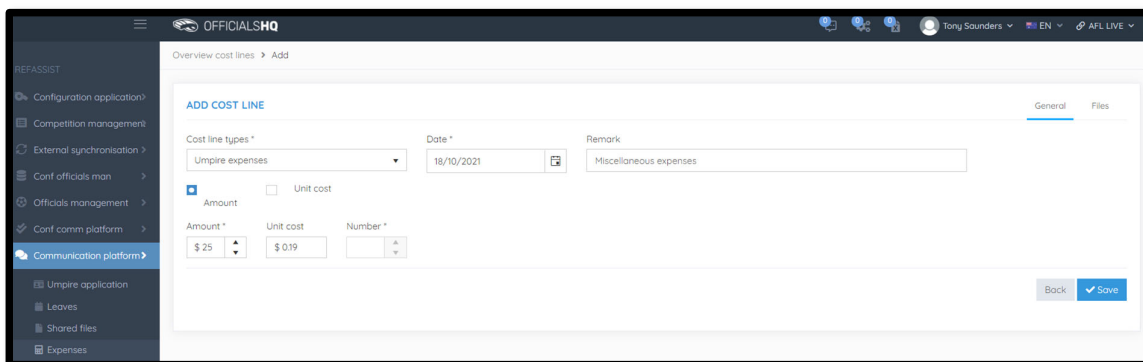 OFFICIALSHQ
0 0 0 Tony Saunders EN AFL LIVE
Overview cost lines > Add
REFASSIST
Configuration application
Competition management
External synchronisation
Conf officials man
Officials management
Conf comm platform
Communication platform
Umpire application
Leaves
Shared files
Expenses
ADD COST LINE
General Files
Cost line types * Date * Remark
Umpire expenses 18/10/2021 Miscellaneous expenses
Unit cost
Amount
Amount * Unit cost Number *
$ 25 $ 0.19
Back Save